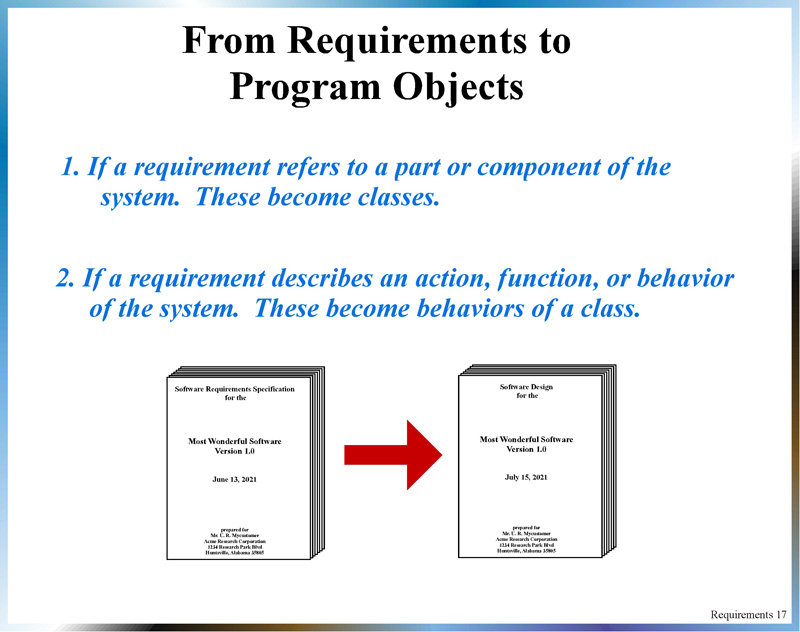 From Requirements to
Program Objects
1. If a requirement refers to a part or component of the
system. These become classes.
2. If a requirement describes an action, function, or behavior
of the system. These become behaviors of a class.
Software Requirements Specification
for the
Most Wonderful Software
Version 1.0
June 13, 2021
prepared for
Mr. U. R. Mycustomer
Acme Research Corporation
1234 Research Park Blvd
Huntsville, Alabama 35805
Software Design
for the
Most Wonderful Software
Version 1.0
July 15, 2021
prepared for
Mr. U. R. Mycustomer
Acme Research Corporation
1234 Research Park Blvd
Huntsville, Alabama 35805
Requirements 17